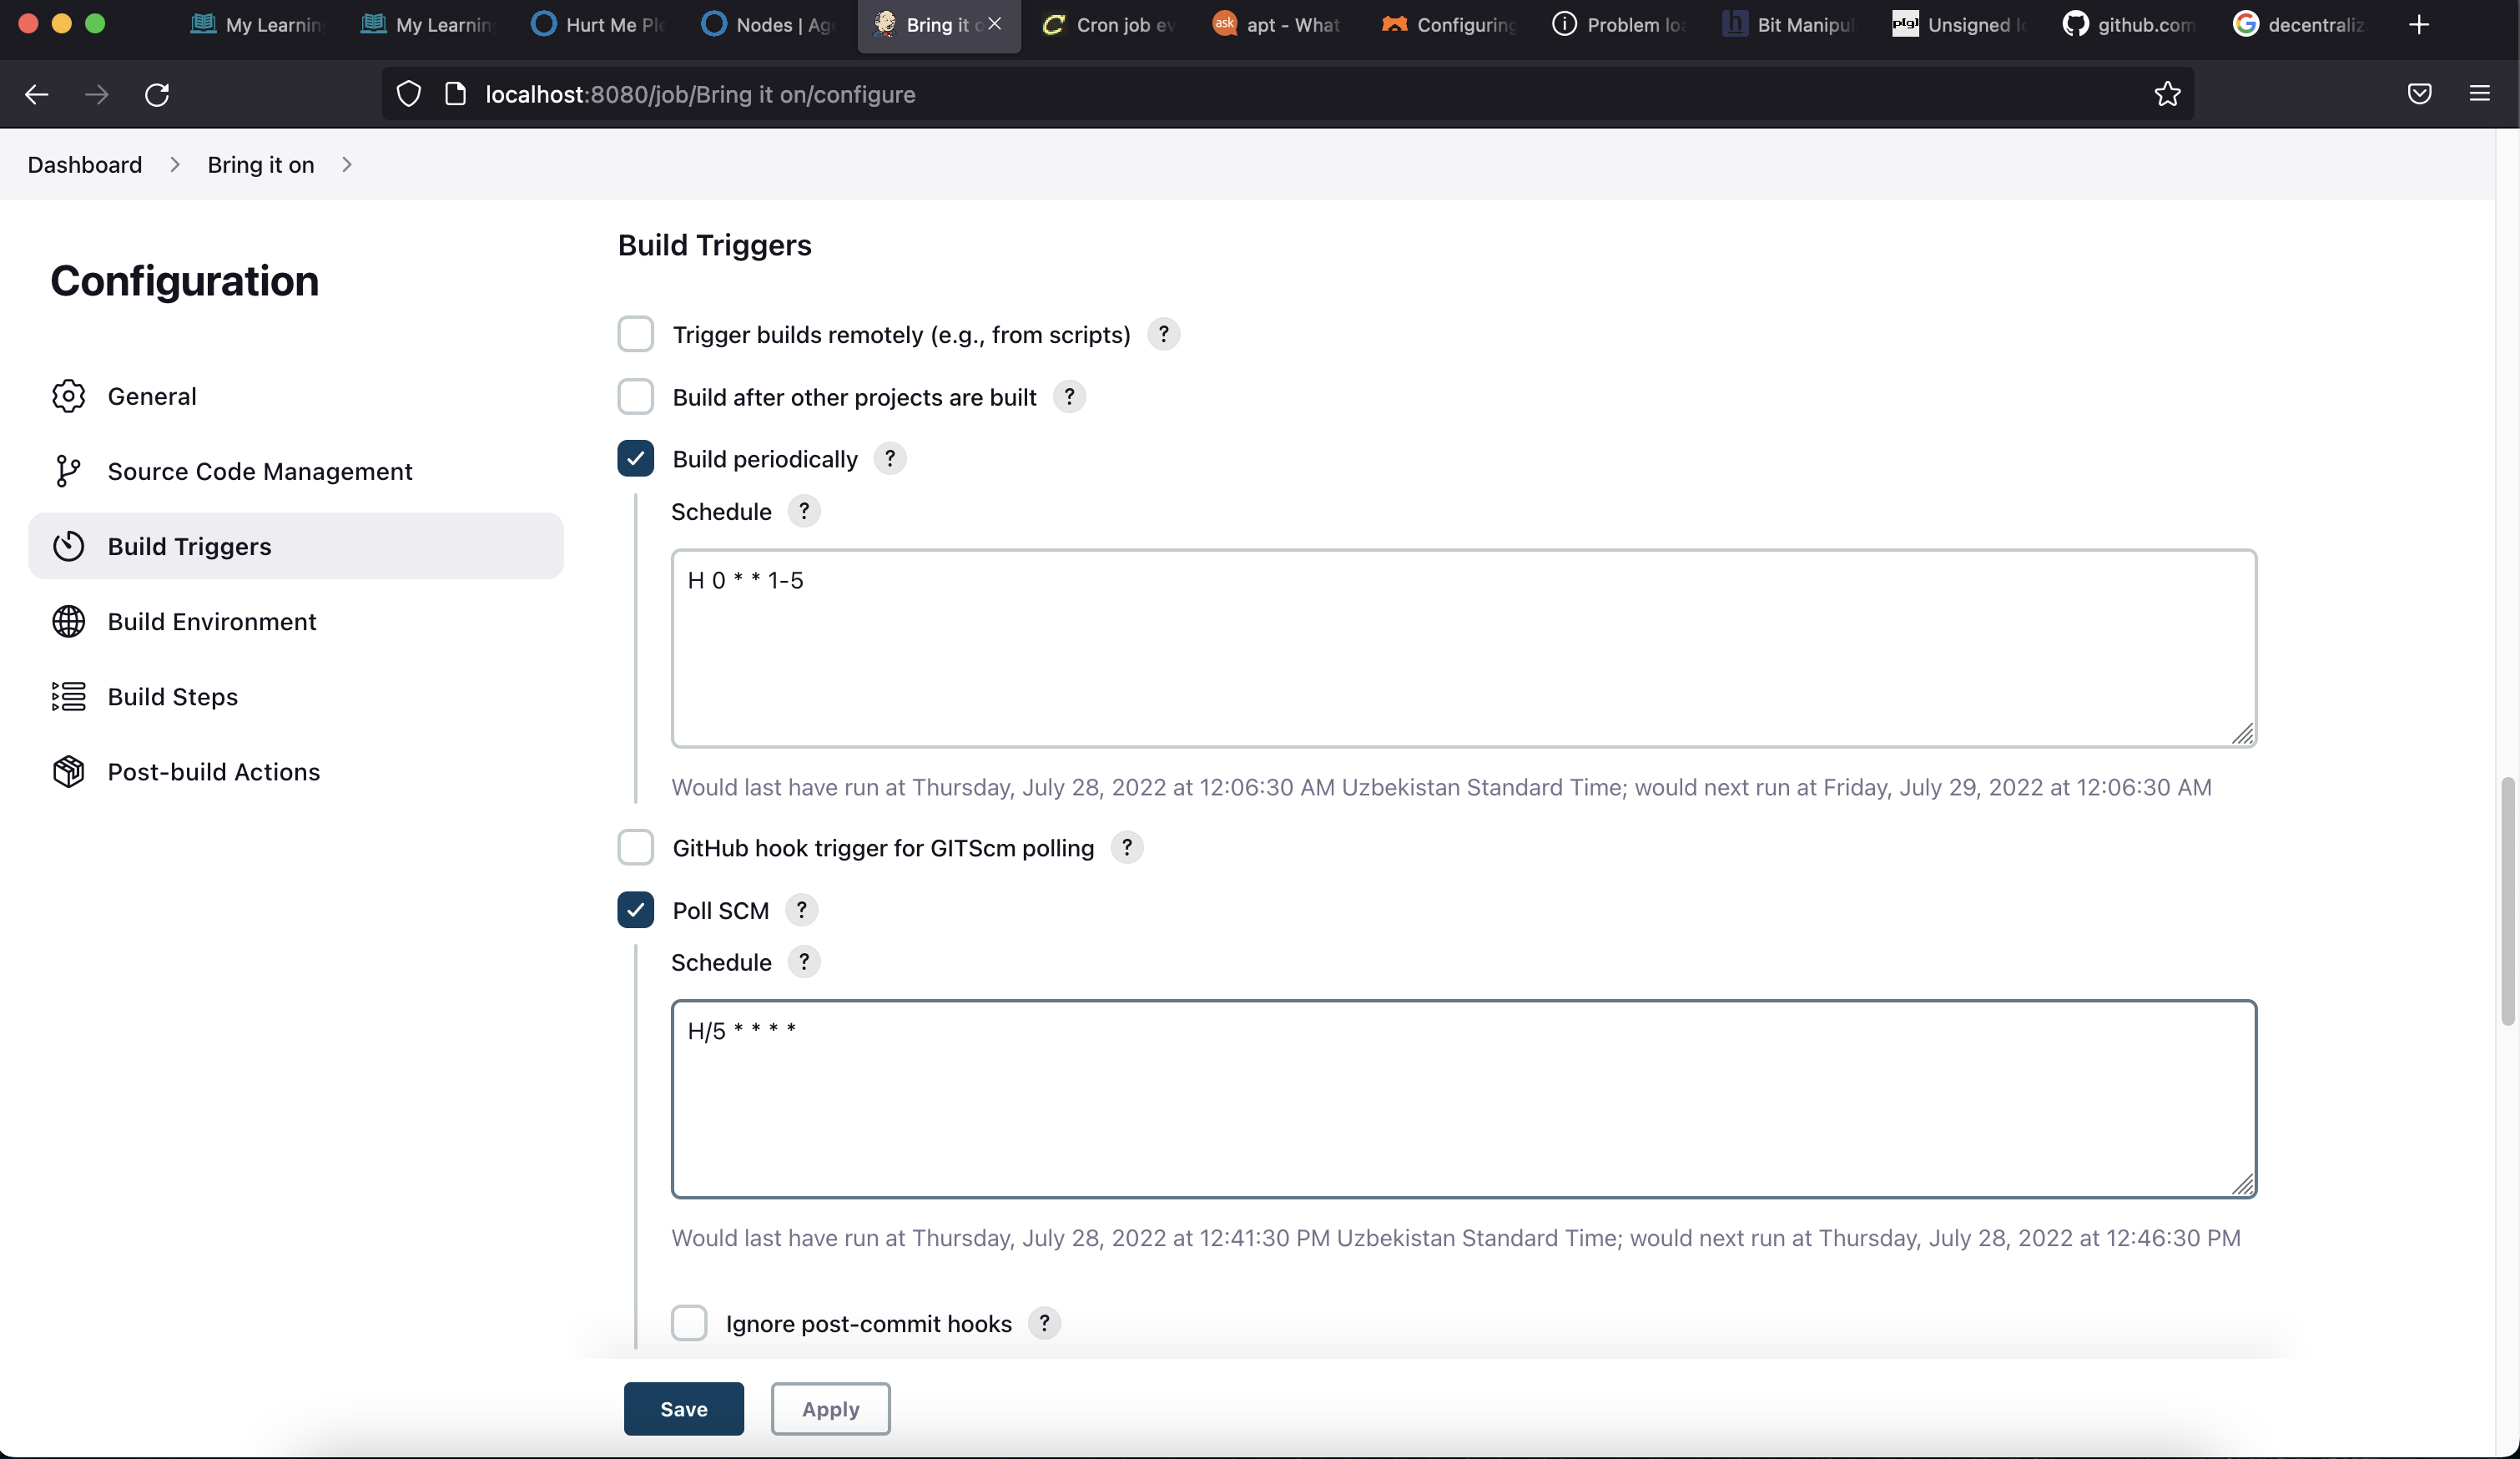 My Learnin
My Learnin
Hurt Me Pl
Nodes | Ag
Bring it o
Cron job ev
ask
apt - What
Configuring
Problem loa
Bit Manipul
Unsigned lo
github.com
decentraliz
localhost:8080/job/Bring it on/configure
Dashboard
Bring it on
Configuration
General
Source Code Management
Build Triggers
Build Environment
Build Steps
Post-build Actions
Build Triggers
Trigger builds remotely (e.g., from scripts) ?
Build after other projects are built ?
Build periodically ?
Schedule ?
H 0 * * 1-5
Would last have run at Thursday, July 28, 2022 at 12:06:30 AM Uzbekistan Standard Time; would next run at Friday, July 29, 2022 at 12:06:30 AM
GitHub hook trigger for GITScm polling ?
Poll SCM ?
Schedule ?
H/5 * * * *
Would last have run at Thursday, July 28, 2022 at 12:41:30 PM Uzbekistan Standard Time; would next run at Thursday, July 28, 2022 at 12:46:30 PM
Ignore post-commit hooks ?
Save
Apply